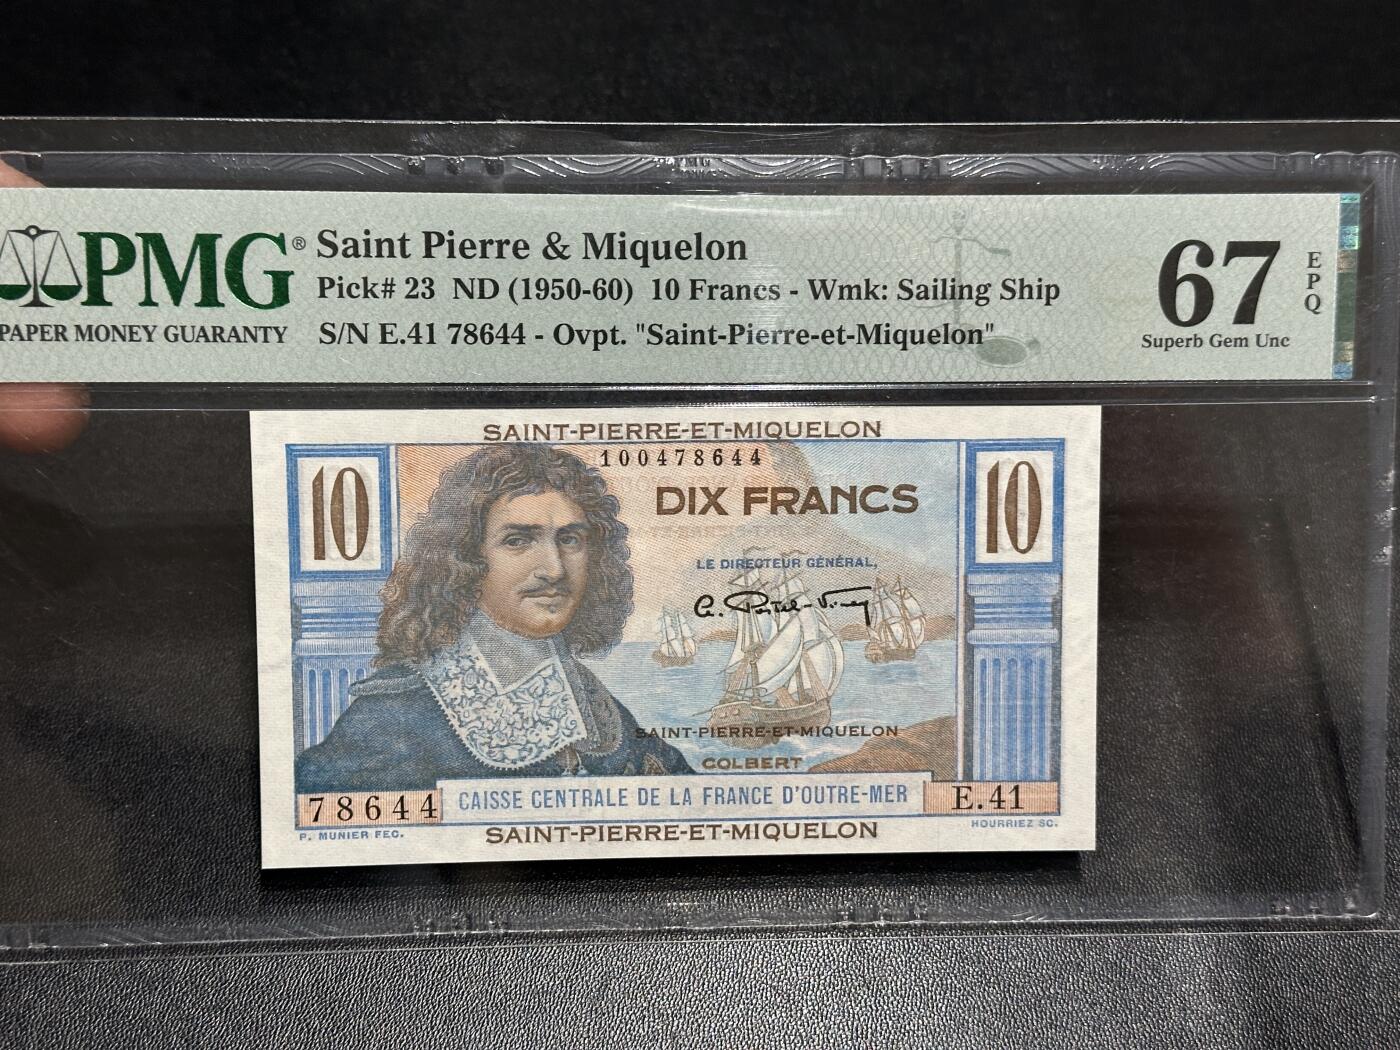 PMG®
PAPER MONEY GUARANTY
Saint Pierre & Miquelon
Pick# 23 ND (1950-60) 10 Francs - Wmk: Sailing Ship
S/N E.41 78644 - Ovpt. "Saint-Pierre-et-Miquelon"
67
EPQ
Superb Gem Unc
SAINT-PIERRE-ET-MIQUELON
100478644
10
DIX FRANCS
10
LE DIRECTEUR GÉNÉRAL,
SAINT-PIERRE-ET-MIQUELON
COLBERT
78644
CAISSE CENTRALE DE LA FRANCE D'OUTRE-MER
E.41
P. MUNIER FEC.
SAINT-PIERRE-ET-MIQUELON
HOURRIEZ SC.